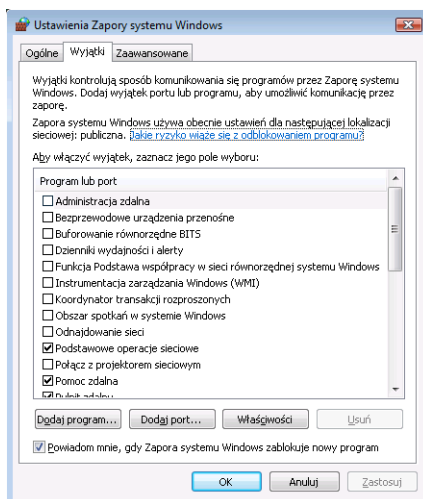 Ustawienia Zapory systemu Windows
Ogólne Wyjątki Zaawansowane
Wyjątki kontrolują sposób komunikowania się programów przez Zaporę systemu
Windows. Dodaj wyjątek portu lub programu, aby umożliwić komunikację przez
zaporę.
Zapora systemu Windows używa obecnie ustawień dla następującej lokalizacji
sieciowej: publiczna. Jakie ryzyko wiąże się z odblokowaniem programu?
Aby włączyć wyjątek, zaznacz jego pole wyboru:
Program lub port
Administracja zdalna
Bezprzewodowe urządzenia przenośne
Buforowanie równorzędne BITS
Dzienniki wydajności i alerty
Funkcja Podstawa współpracy w sieci równorzędnej systemu Windows
Instrumentacja zarządzania Windows (WMI)
Koordynator transakcji rozproszonych
Obszar spotkań w systemie Windows
Odnajdowanie sieci
Podstawowe operacje sieciowe
Połącz z projektorem sieciowym
Pomoc zdalna
Pulpit zdalny
Dodaj program... Dodaj port... Właściwości Usuń
Powiadom mnie, gdy Zapora systemu Windows zablokuje nowy program
OK Anuluj Zastosuj